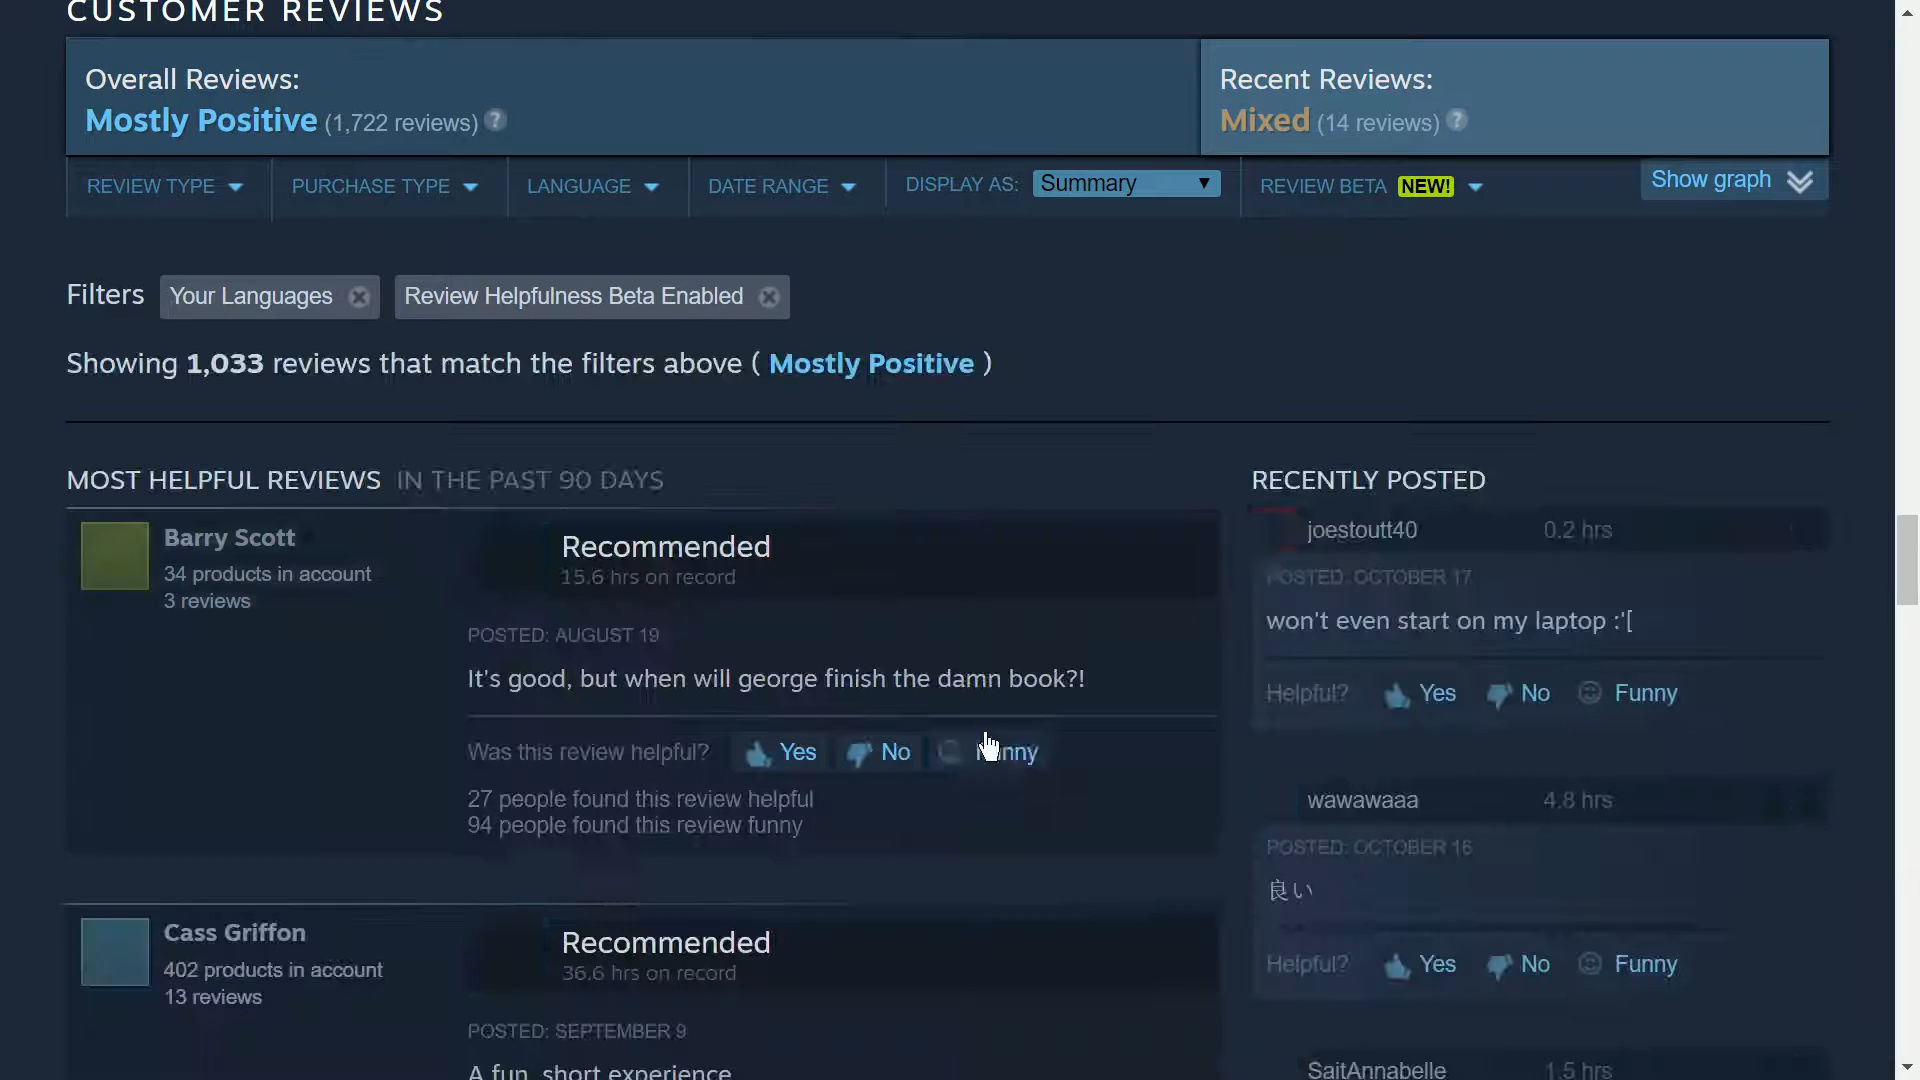 CUSTOMER REVIEWS
Overall Reviews:
Mostly Positive (1,722 reviews) ?
Recent Reviews:
Mixed (14 reviews) ?
REVIEW TYPE
PURCHASE TYPE
LANGUAGE
DATE RANGE
DISPLAY AS: Summary
REVIEW BETA NEW!
Show graph
Filters Your Languages Review Helpfulness Beta Enabled
Showing 1,033 reviews that match the filters above ( Mostly Positive )
MOST HELPFUL REVIEWS IN THE PAST 90 DAYS
Barry Scott
34 products in account
3 reviews
Recommended
15.6 hrs on record
POSTED: AUGUST 19
It's good, but when will george finish the damn book?!
Was this review helpful? Yes No Funny
27 people found this review helpful
94 people found this review funny
Cass Griffon
402 products in account
13 reviews
Recommended
36.6 hrs on record
POSTED: SEPTEMBER 9
A fun, short experience
RECENTLY POSTED
joestoutt40 0.2 hrs
POSTED: OCTOBER 17
won't even start on my laptop :'[
Helpful? Yes No Funny
wawawaaa 4.8 hrs
POSTED: OCTOBER 16
良い
Helpful? Yes No Funny
SaitAnnabelle 1.5 hrs